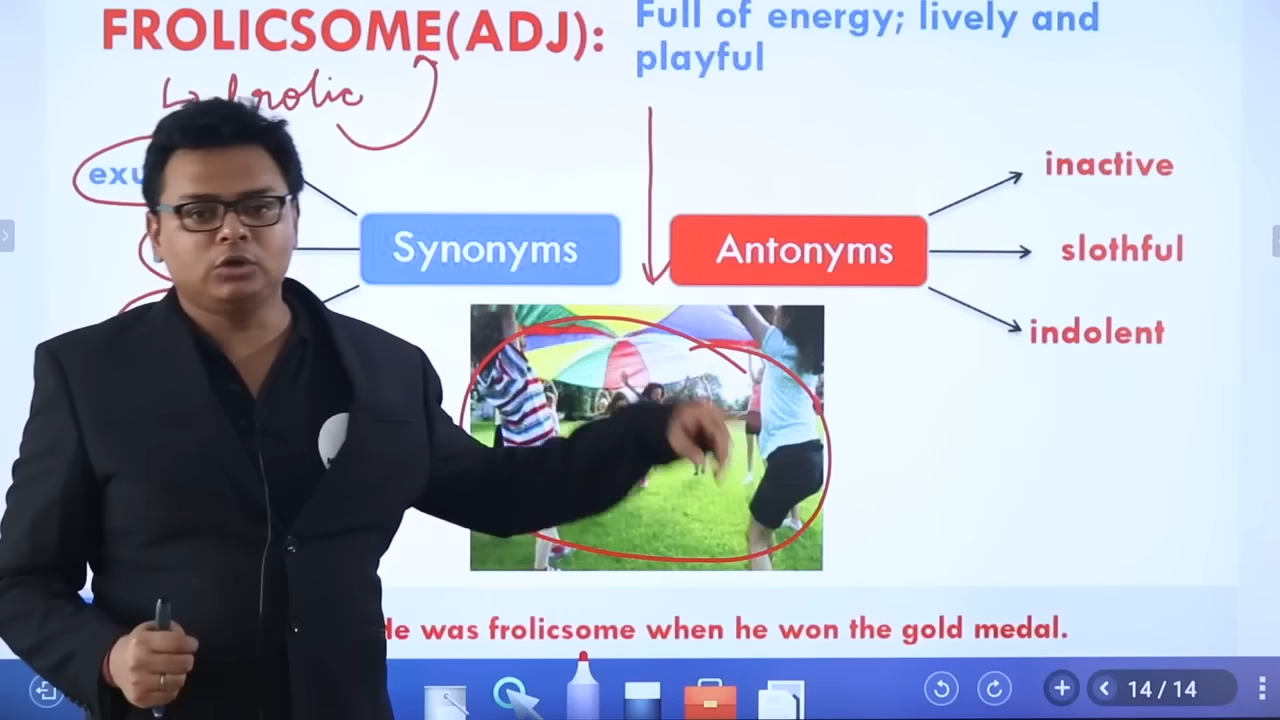 FROLICSOME(ADJ):
Full of energy; lively and
playful
frolic
Synonyms
Antonyms
inactive
slothful
indolent
was frolicsome when he won the gold medal.
14 / 14